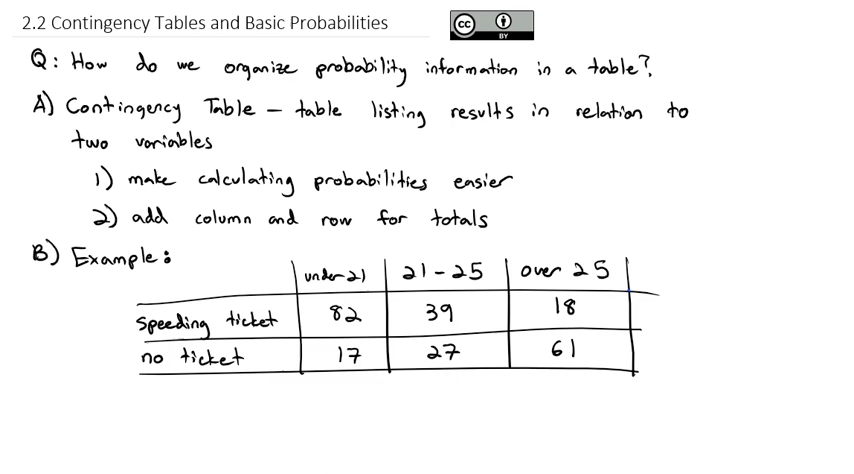 2.2 Contingency Tables and Basic Probabilities
cc BY
Q: How do we organize probability information in a table?
A) Contingency Table - table listing results in relation to
two variables
1) make calculating probabilities easier
2) add column and row for totals
B) Example:
under 21 21-25 over 25
speeding ticket 82 39 18
no ticket 17 27 61